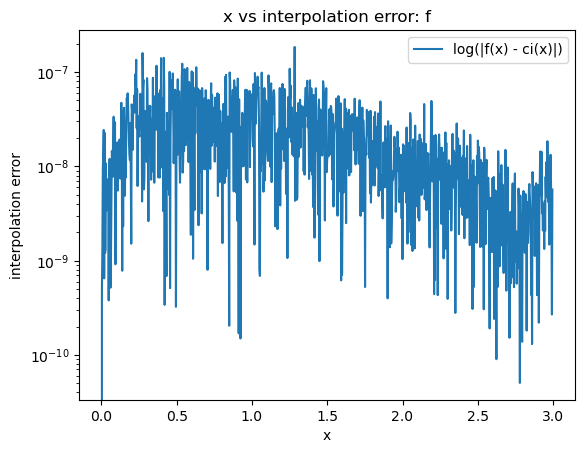 x vs interpolation error: f
log(|f(x) - ci(x)|)
interpolation error
10⁻⁷
10⁻⁸
10⁻⁹
10⁻¹⁰
0.0 0.5 1.0 1.5 2.0 2.5 3.0
x